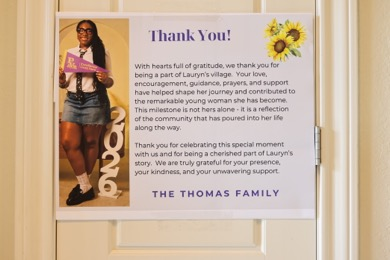 Thank You!
With hearts full of gratitude, we thank you for
being a part of Lauryn's village. Your love,
encouragement, guidance, prayers, and support
have helped shape her journey and contributed to
the remarkable young woman she has become.
This milestone is not hers alone - it is a reflection
of the community that has poured into her life
along the way.
Thank you for celebrating this special moment
with us and for being a cherished part of Lauryn's
story. We are truly grateful for your presence,
your kindness, and your unwavering support.
THE THOMAS FAMILY